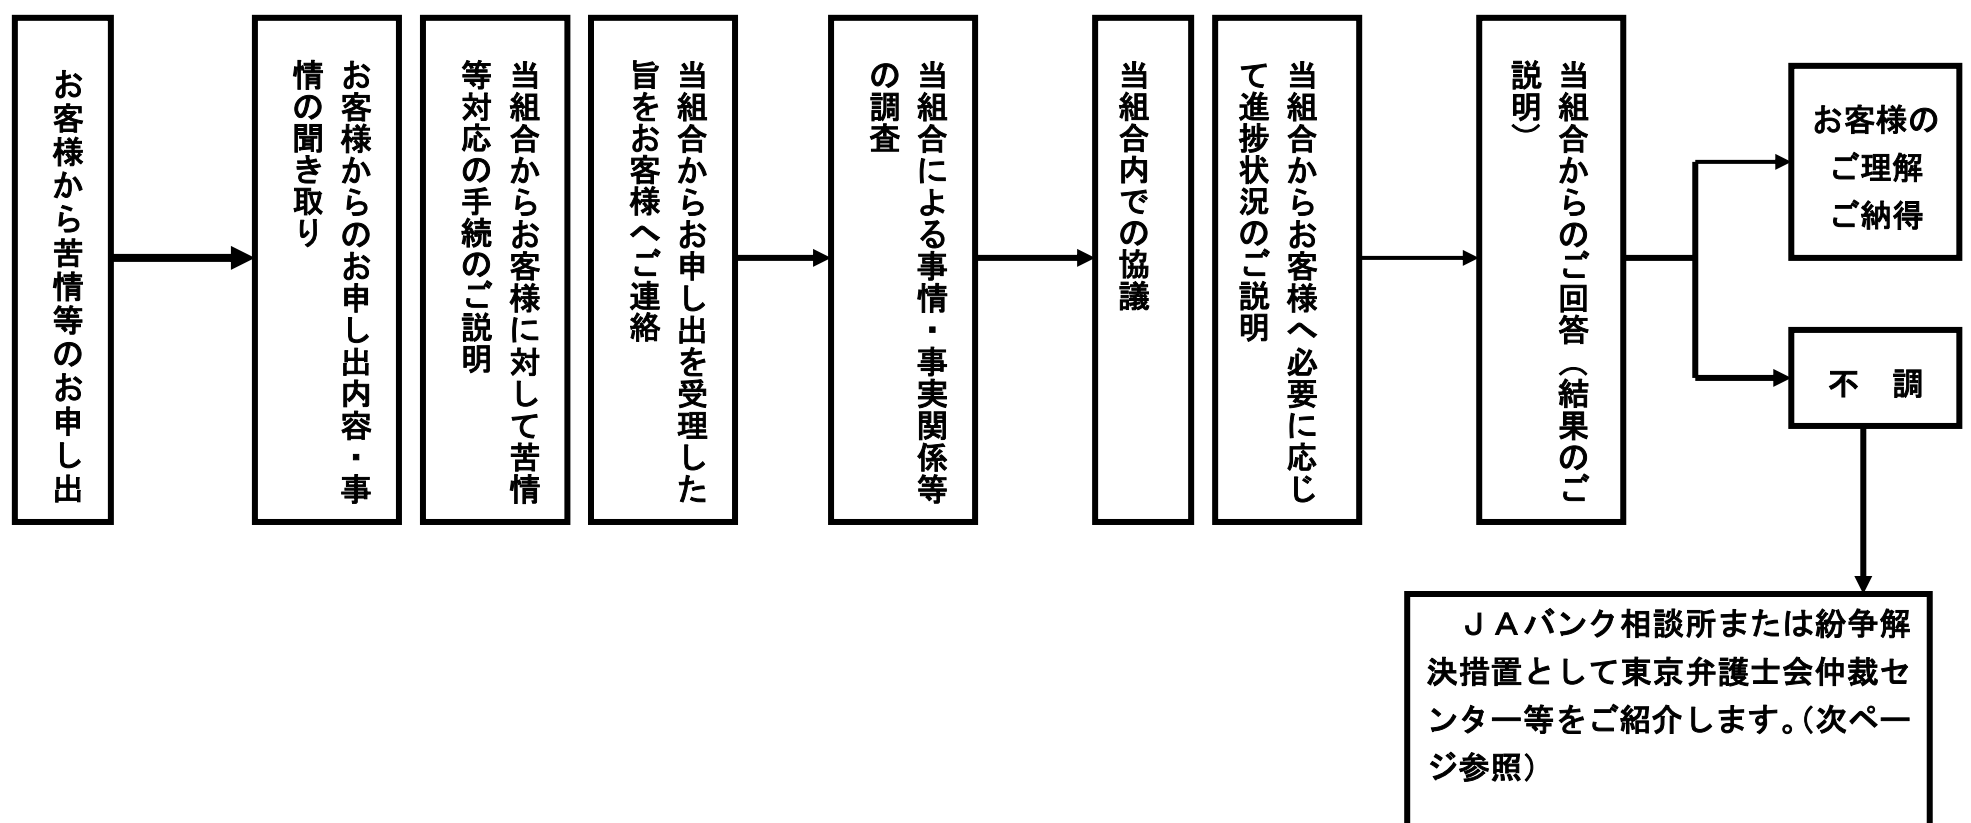 お客様から苦情等のお申し出
お客様からのお申し出内容・事
情の聞き取り
当組合からお客様に対して苦情
等対応の手続のご説明
当組合からお申し出を受理した
旨をお客様へご連絡
当組合による事情・事実関係等
の調査
当組合内での協議
当組合からお客様へ必要に応じ
て進捗状況のご説明
当組合からのご回答（結果のご
説明）
お客様の
ご理解
ご納得
不　調
ＪＡバンク相談所または紛争解
決措置として東京弁護士会仲裁セ
ンター等をご紹介します。（次ペー
ジ参照）